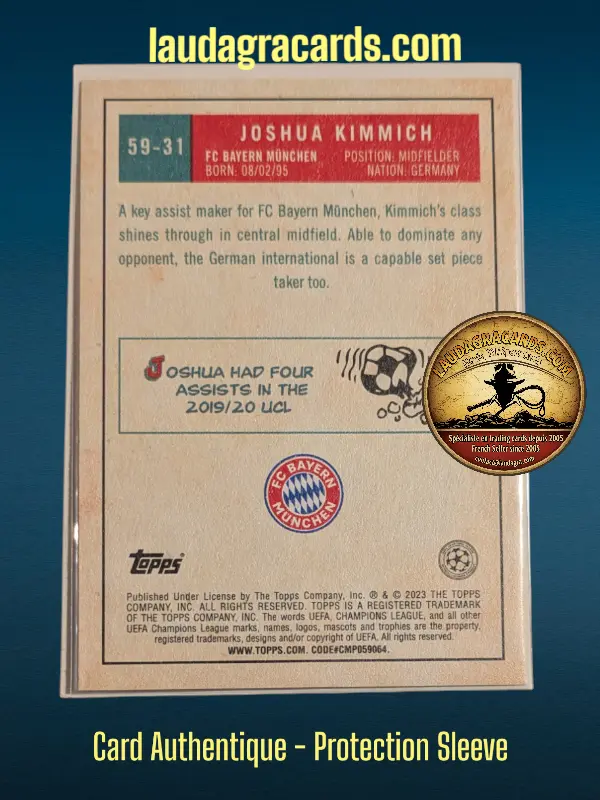 laudagracards.com
59-31
JOSHUA KIMMICH
FC BAYERN MÜNCHEN POSITION: MIDFIELDER
BORN: 08/02/95 NATION: GERMANY
A key assist maker for FC Bayern München, Kimmich's class
shines through in central midfield. Able to dominate any
opponent, the German international is a capable set piece
taker too.
JOSHUA HAD FOUR
ASSISTS IN THE
2019/20 UCL
LAUDAGRACARDS.COM
Spécialiste en trading cards depuis 2005
French Seller since 2005
contact@laudagra.com
FC BAYERN
MÜNCHEN
Topps
Published Under License by The Topps Company, Inc. ® & © 2023 THE TOPPS
COMPANY, INC. ALL RIGHTS RESERVED. TOPPS IS A REGISTERED TRADEMARK
OF THE TOPPS COMPANY, INC. The words UEFA, CHAMPIONS LEAGUE, and all other
UEFA Champions League marks, names, logos, mascots and trophies are the property,
registered trademarks, designs and/or copyright of UEFA. All rights reserved.
WWW.TOPPS.COM. CODE#CMP059064.
Card Authentique - Protection Sleeve